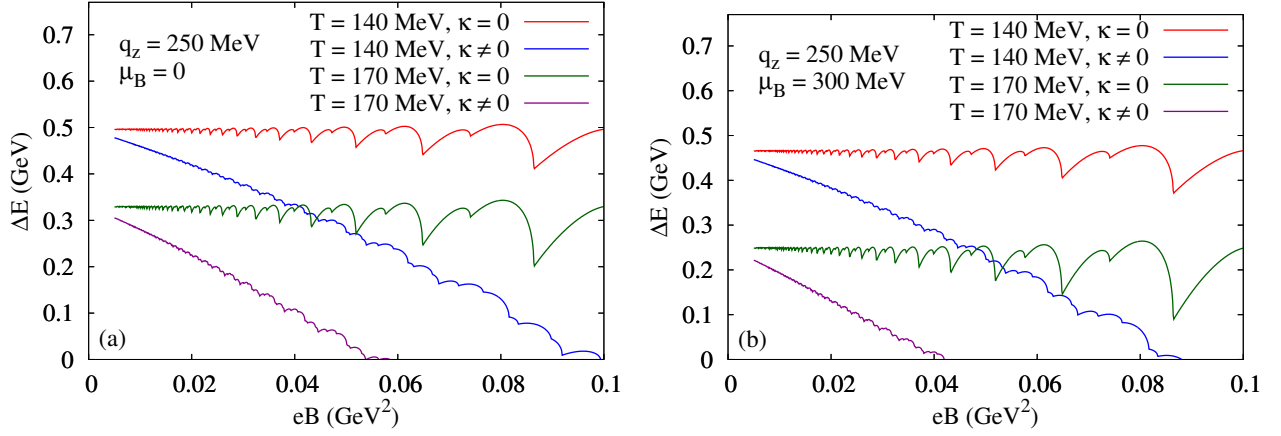 0.7
0.6
0.5
0.4
0.3
0.2
0.1
0
ΔE (GeV)
q_z = 250 MeV
μ_B = 0
T = 140 MeV, κ = 0
T = 140 MeV, κ ≠ 0
T = 170 MeV, κ = 0
T = 170 MeV, κ ≠ 0
(a)
0 0.02 0.04 0.06 0.08 0.1
eB (GeV²)
0.7
0.6
0.5
0.4
0.3
0.2
0.1
0
ΔE (GeV)
q_z = 250 MeV
μ_B = 300 MeV
T = 140 MeV, κ = 0
T = 140 MeV, κ ≠ 0
T = 170 MeV, κ = 0
T = 170 MeV, κ ≠ 0
(b)
0 0.02 0.04 0.06 0.08 0.1
eB (GeV²)